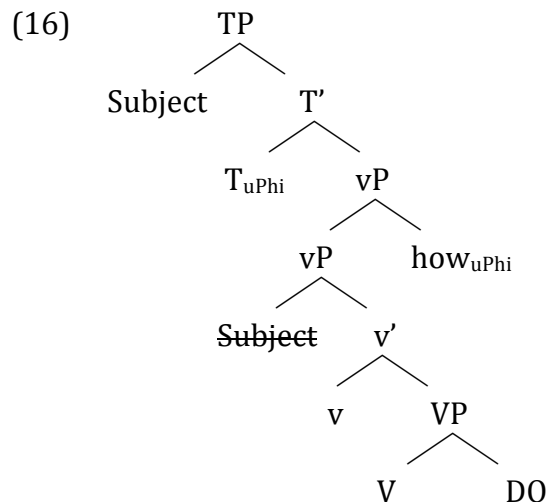 (16) TP
Subject T’
TuPhi vP
vP howuPhi
Subject v’
v VP
V DO